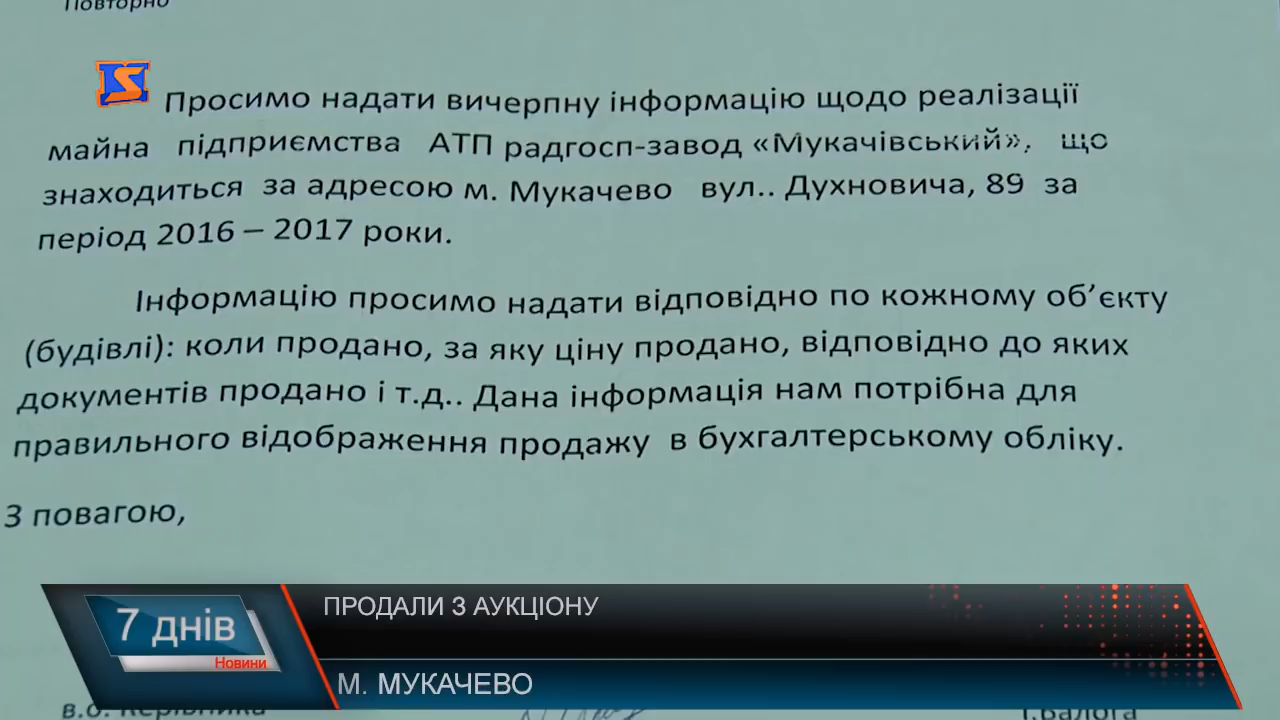 Повторно
Просимо надати вичерпну інформацію щодо реалізації
майна підприємства АТП радгосп-завод «Мукачівський», що
знаходиться за адресою м. Мукачево вул.. Духновича, 89 за
період 2016 – 2017 роки.
Інформацію просимо надати відповідно по кожному об’єкту
(будівлі): коли продано, за яку ціну продано, відповідно до яких
документів продано і т.д.. Дана інформація нам потрібна для
правильного відображення продажу в бухгалтерському обліку.
З повагою,
7 днів
Новини
ПРОДАЛИ З АУКЦІОНУ
М. МУКАЧЕВО
в.о. керівника
Балога